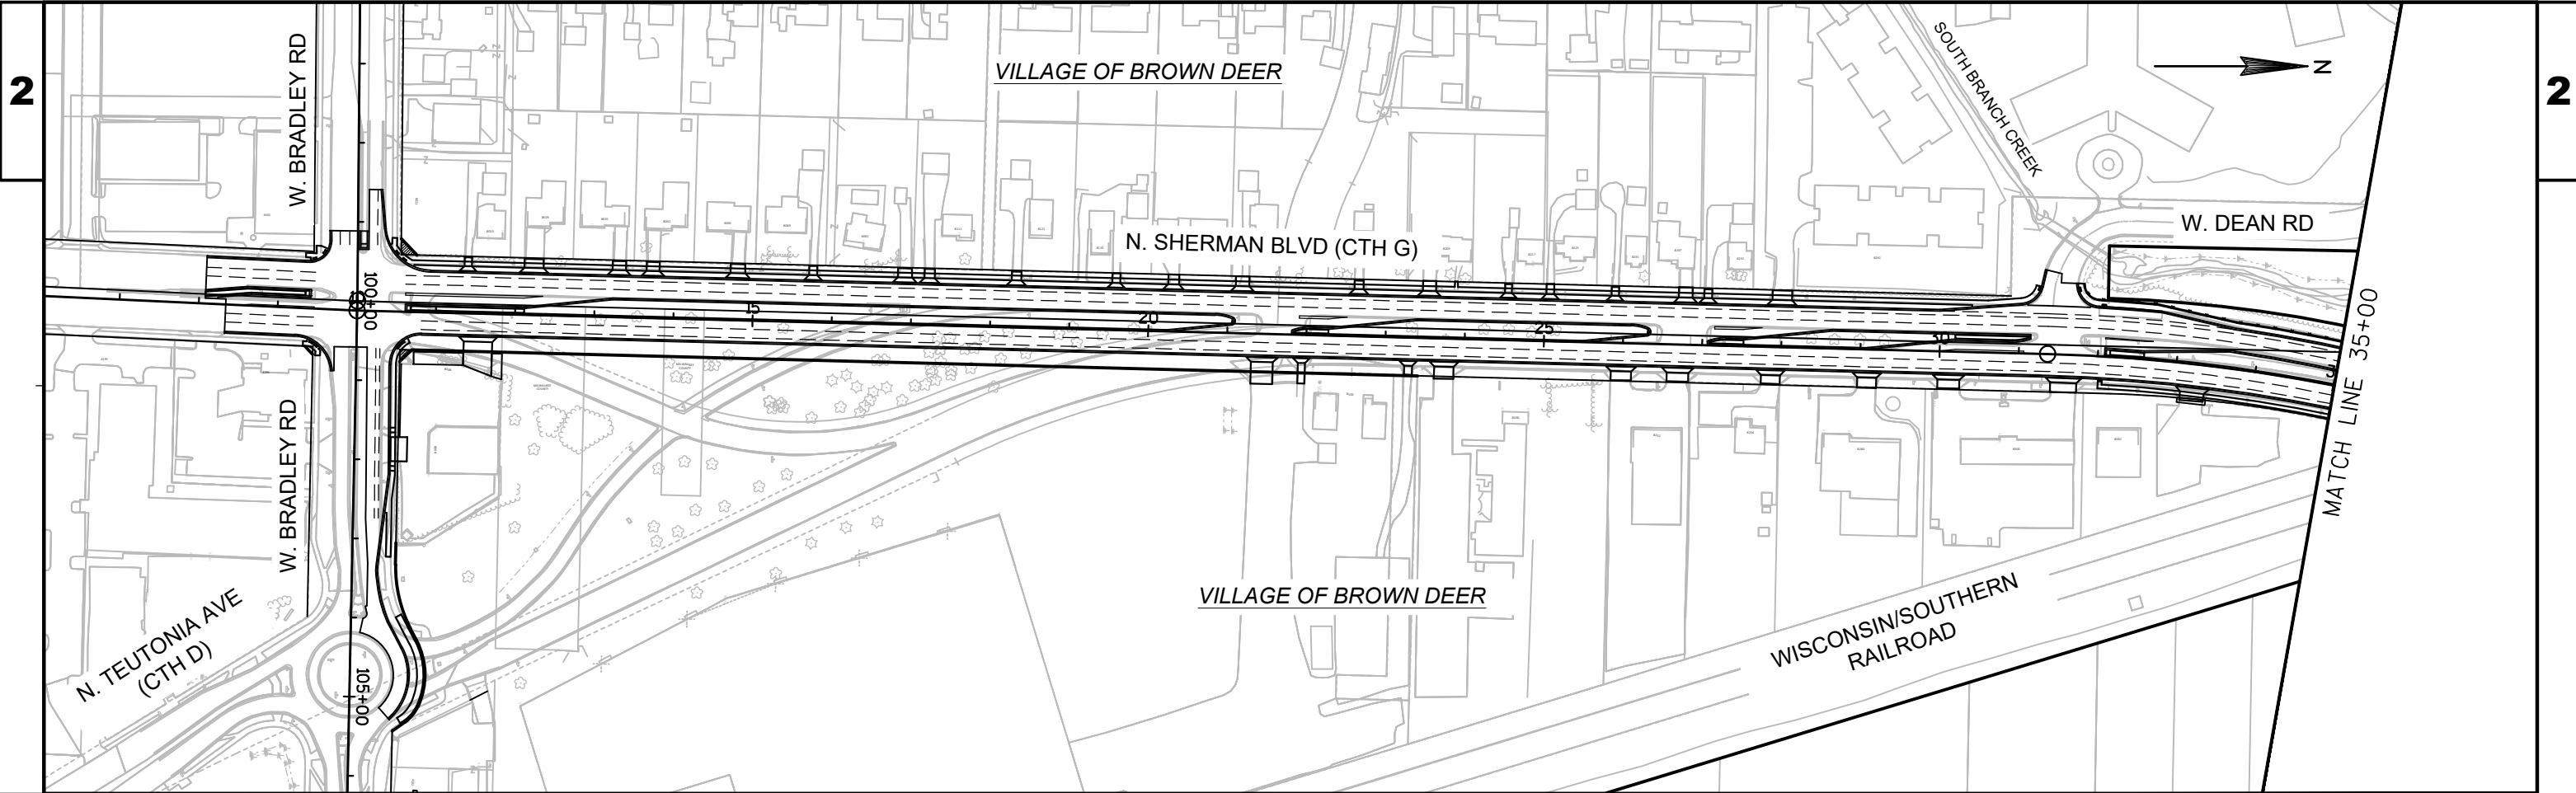 2
2
W. BRADLEY RD
VILLAGE OF BROWN DEER
SOUTH BRANCH CREEK
N
W. DEAN RD
N. SHERMAN BLVD (CTH G)
100+00
15
20
25
30
MATCH LINE 35+00
W. BRADLEY RD
VILLAGE OF BROWN DEER
N. TEUTONIA AVE
(CTH D)
105+00
WISCONSIN/SOUTHERN
RAILROAD